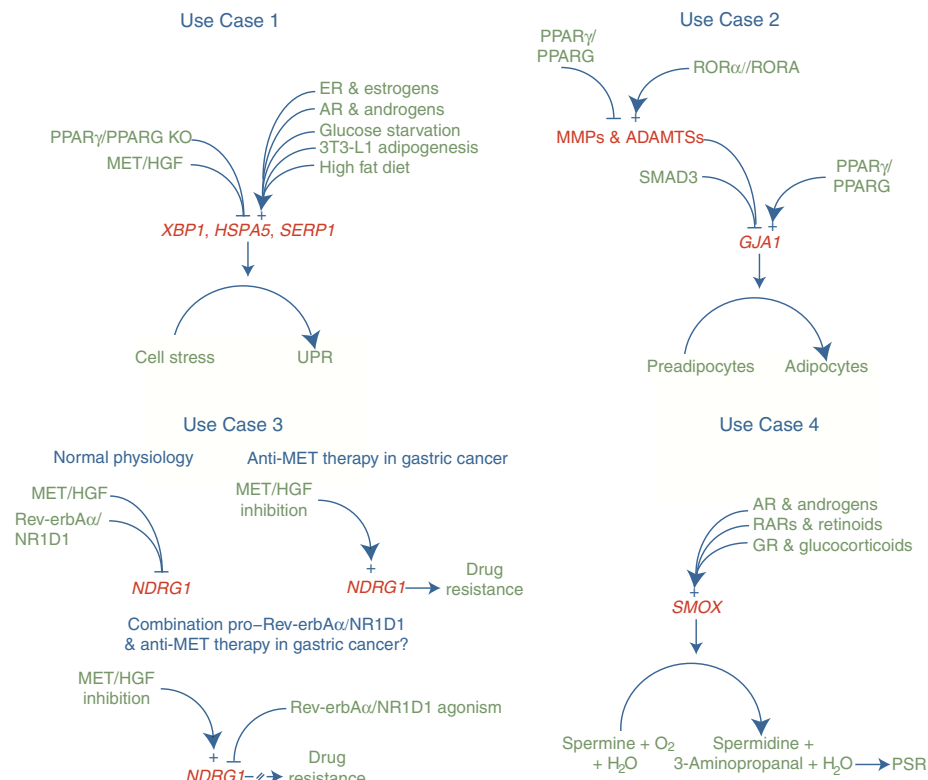 Use Case 1
ER & estrogens
AR & androgens
Glucose starvation
3T3-L1 adipogenesis
High fat diet
PPARγ/PPARG KO
MET/HGF
+
XBP1, HSPA5, SERP1
Cell stress
UPR
Use Case 2
PPARγ/
PPARG
RORα//RORA
+
MMPs & ADAMTSs
SMAD3
PPARγ/
PPARG
+
GJA1
Preadipocytes
Adipocytes
Use Case 3
Normal physiology
MET/HGF
Rev-erbAα/
NR1D1
NDRG1
Anti-MET therapy in gastric cancer
MET/HGF
inhibition
+
NDRG1
Drug
resistance
Combination pro–Rev-erbAα/NR1D1
& anti-MET therapy in gastric cancer?
MET/HGF
inhibition
Rev-erbAα/NR1D1 agonism
+
NDRG1
Drug
resistance
Use Case 4
AR & androgens
RARs & retinoids
GR & glucocorticoids
+
SMOX
Spermine + O2
+ H2O
Spermidine +
3-Aminopropanal + H2O
PSR